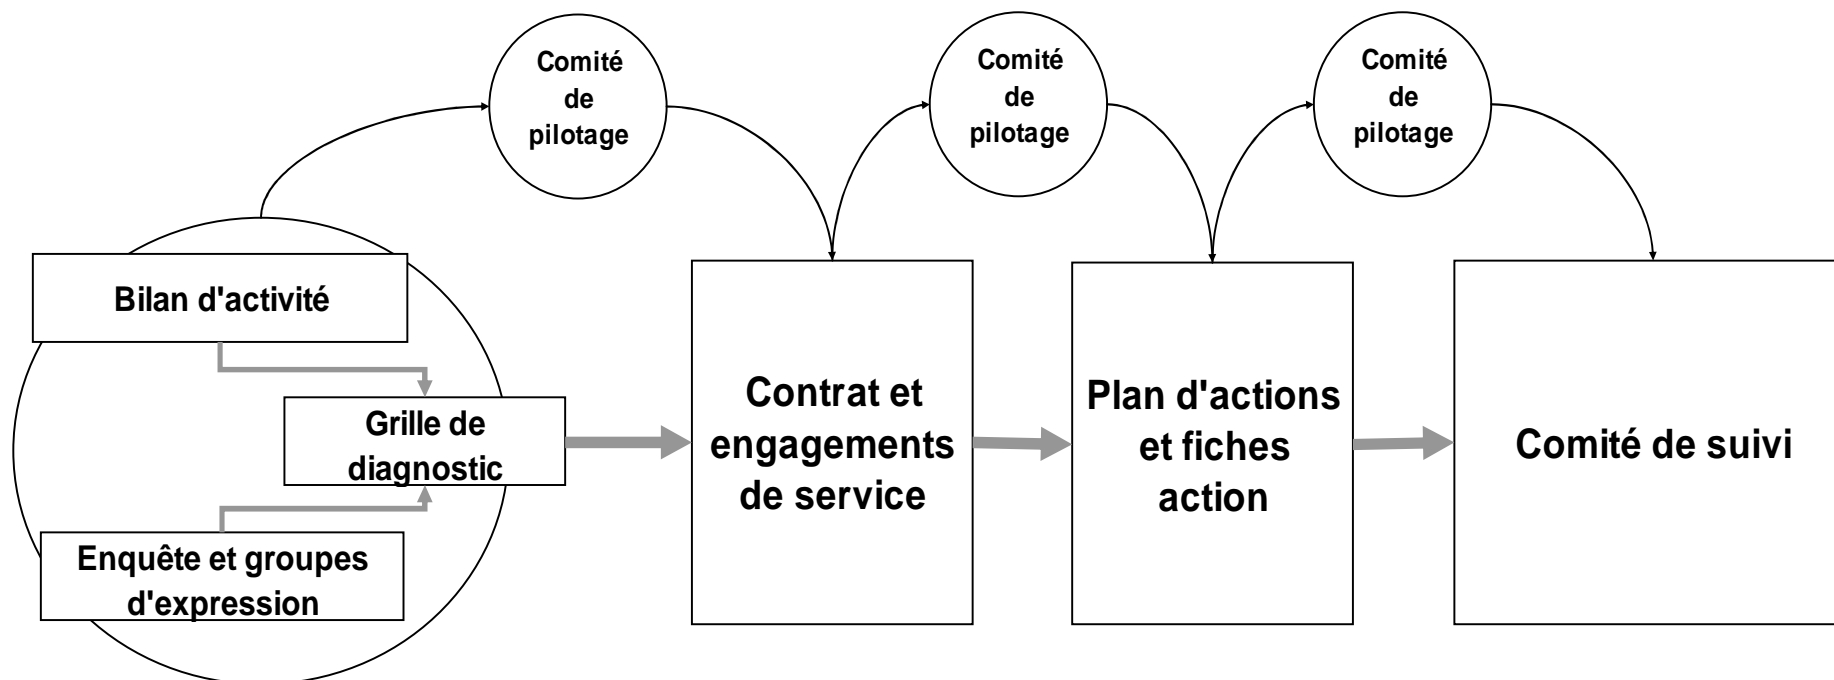 Comité
de
pilotage
Comité
de
pilotage
Comité
de
pilotage
Bilan d'activité
Grille de
diagnostic
Enquête et groupes
d'expression
Contrat et
engagements
de service
Plan d'actions
et fiches
action
Comité de suivi